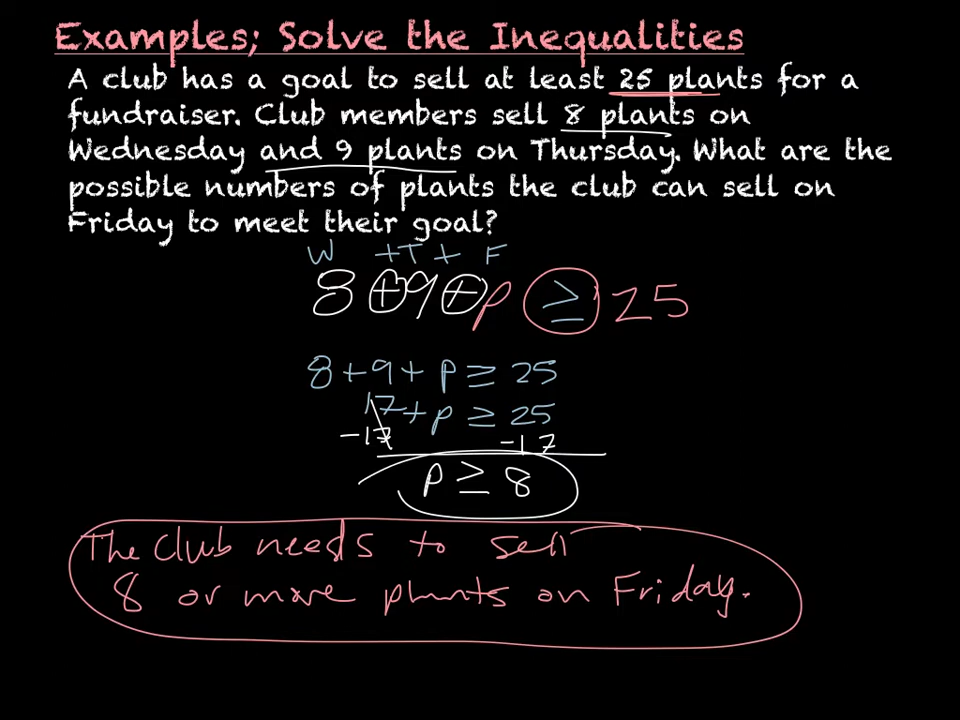 Examples; Solve the Inequalities
A club has a goal to sell at least 25 plants for a
fundraiser. Club members sell 8 plants on
Wednesday and 9 plants on Thursday. What are the
possible numbers of plants the club can sell on
Friday to meet their goal?
W + T + F
8 + 9 + p ≥ 25
8 + 9 + p ≥ 25
17 + p ≥ 25
-17 -17
p ≥ 8
The club needs to sell
8 or more plants on Friday.